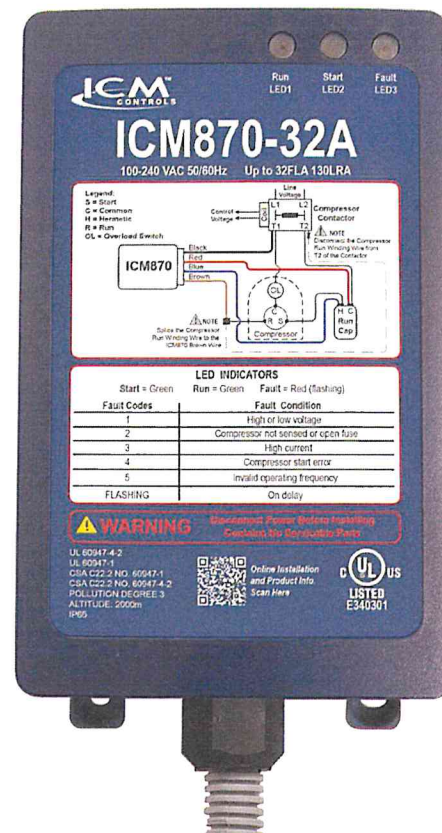 Run Start Fault
LED1 LED2 LED3
ICM™
CONTROLS
ICM870-32A
100-240 VAC 50/60Hz Up to 32FLA 130LRA
Legend:
S = Start
C = Common
H = Hermetic
R = Run
OL = Overload Switch
Line
Voltage
L1 L2
Control
Voltage
Coil
T1 T2
Compressor
Contactor
NOTE
Disconnect the Compressor
Run Winding Wire from
T2 of the Contactor
ICM870
Black
Red
Blue
Brown
OL
C
R S
Compressor
H C
Run
Cap
NOTE
Splice the Compressor
Run Winding Wire to the
ICM870 Brown Wire
LED INDICATORS
Start = Green Run = Green Fault = Red (flashing)
Fault Codes Fault Condition
1 High or low voltage
2 Compressor not sensed or open fuse
3 High current
4 Compressor start error
5 Invalid operating frequency
FLASHING On delay
WARNING
Disconnect Power Before Installing
Contains No Serviceable Parts
UL 60947-4-2
UL 60947-1
CSA C22.2 NO. 60947-1
CSA C22.2 NO. 60947-4-2
POLLUTION DEGREE 3
ALTITUDE: 2000m
IP65
Online Installation
and Product Info.
Scan Here
C UL US
LISTED
E340301